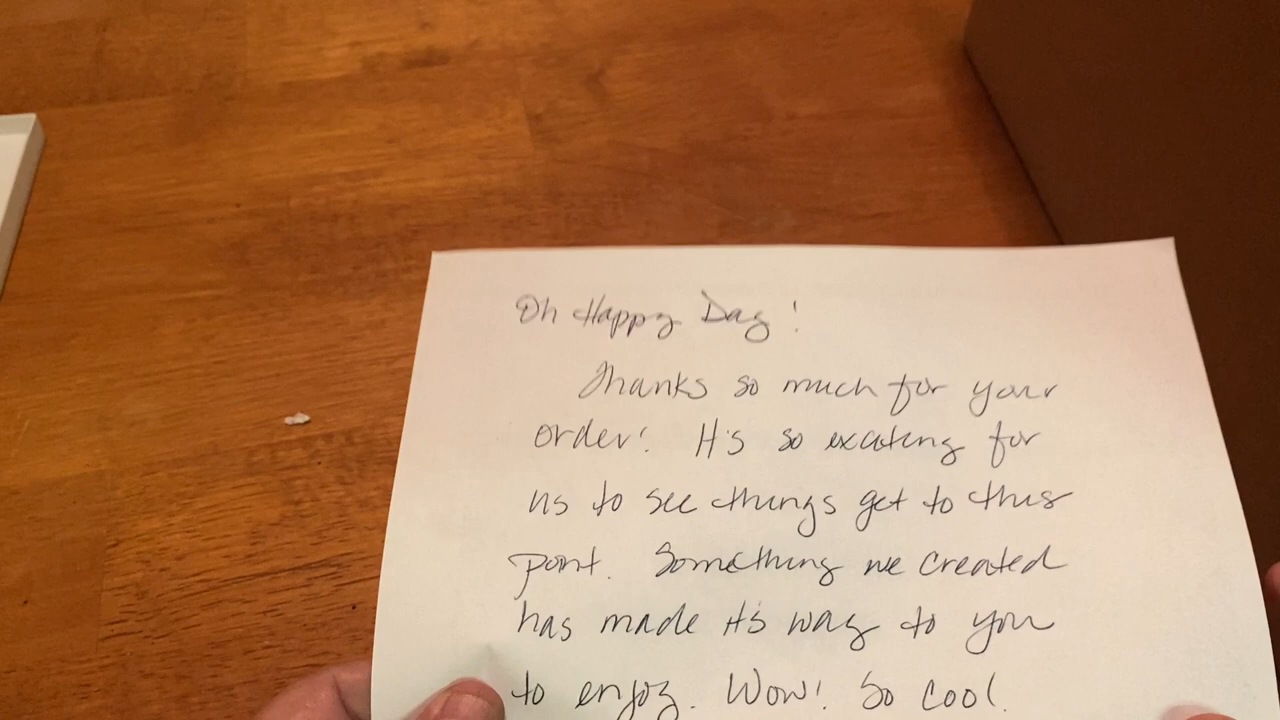 Oh Happy Day!
Thanks so much for your
order! It's so exciting for
us to see things get to this
point. Something we created
has made it's way to you
to enjoy. Wow! So cool.